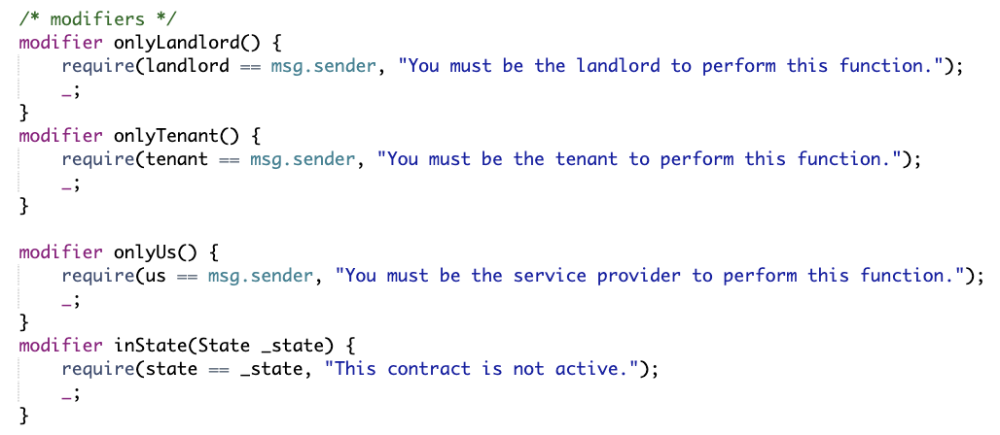 /* modifiers */
modifier onlyLandlord() {
    require(landlord == msg.sender, "You must be the landlord to perform this function.");
    _;
}
modifier onlyTenant() {
    require(tenant == msg.sender, "You must be the tenant to perform this function.");
    _;
}

modifier onlyUs() {
    require(us == msg.sender, "You must be the service provider to perform this function.");
    _;
}
modifier inState(State _state) {
    require(state == _state, "This contract is not active.");
    _;
}